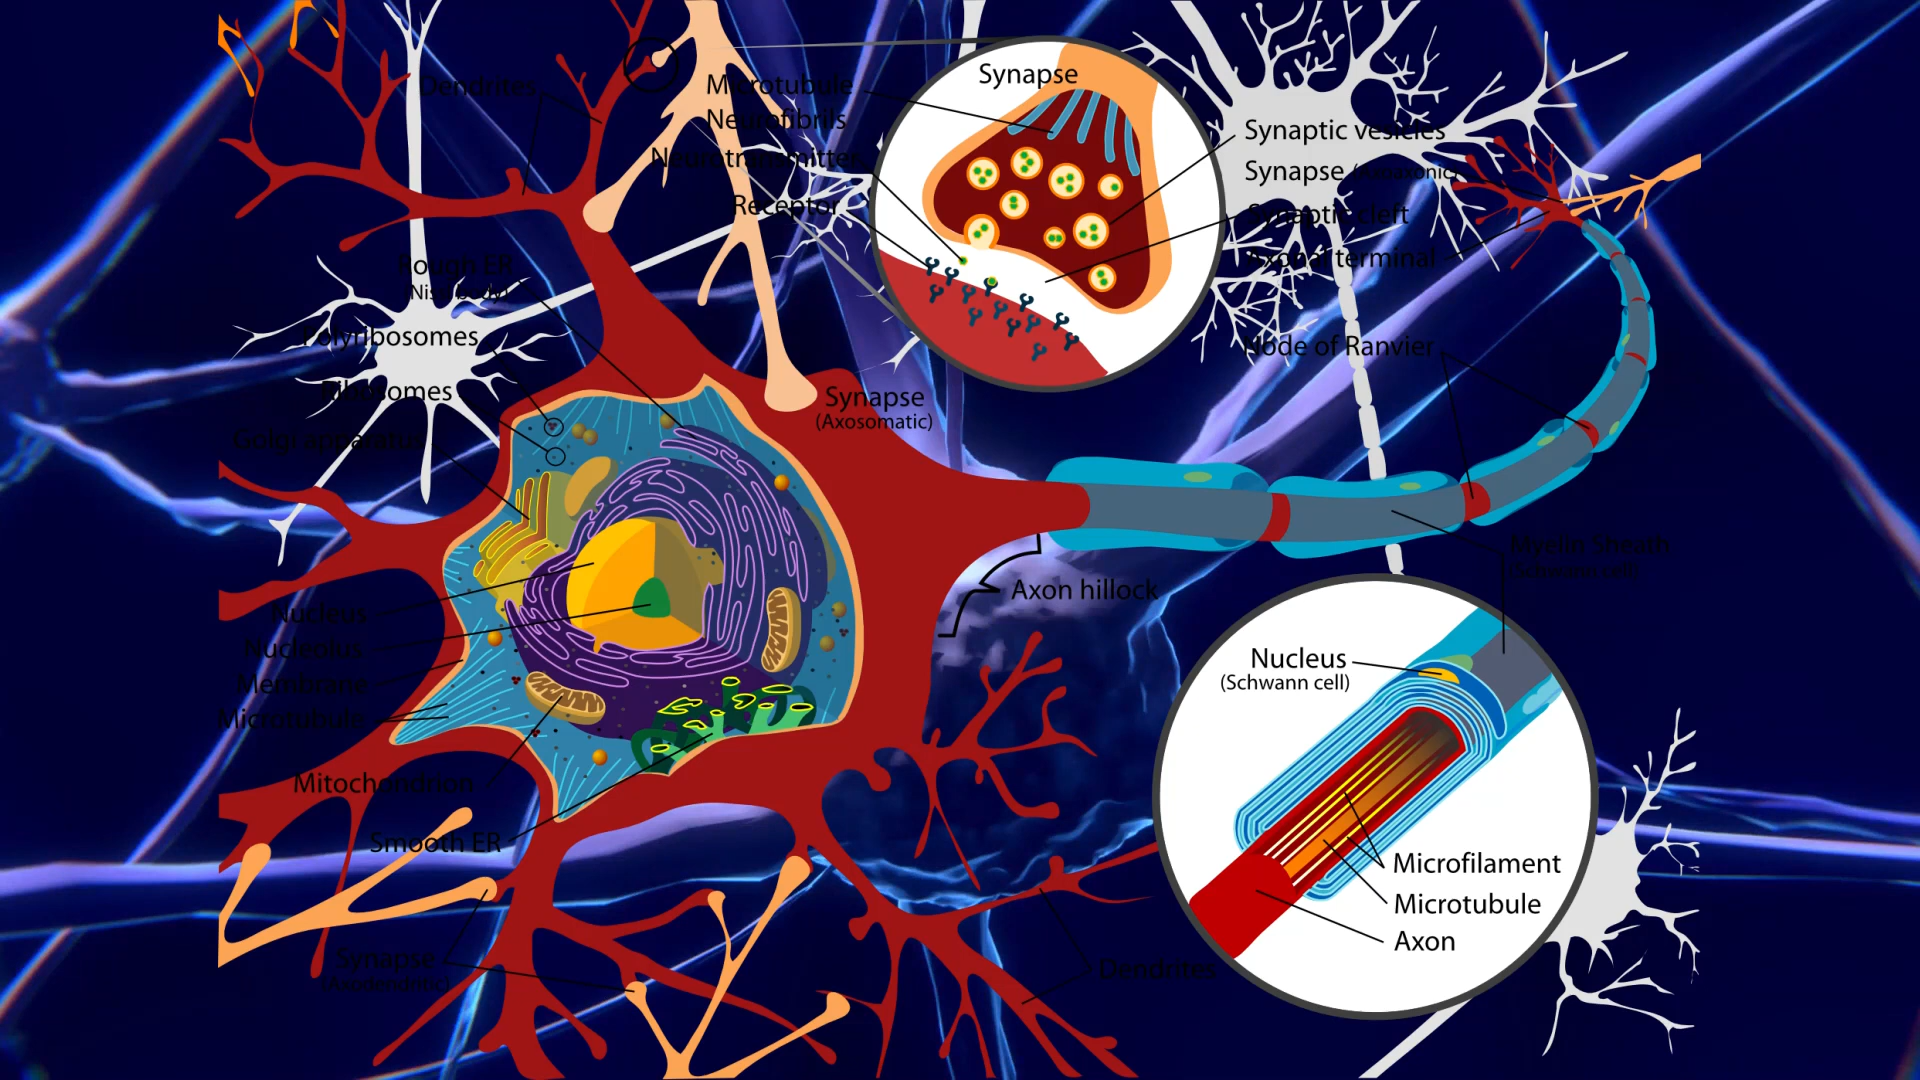 Dendrites
Microtubule
Neurofibrils
Neurotransmitter
Receptor
Synapse
Synaptic vesicles
Synapse (Axoaxonic)
Synaptic cleft
Axonal terminal
Rough ER
(Nissl body)
Polyribosomes
Ribosomes
Golgi apparatus
Synapse
(Axosomatic)
Node of Ranvier
Myelin Sheath
(Schwann cell)
Axon hillock
Nucleus
Nucleolus
Membrane
Microtubule
Mitochondrion
Smooth ER
Synapse
(Axodendritic)
Dendrites
Nucleus
(Schwann cell)
Microfilament
Microtubule
Axon